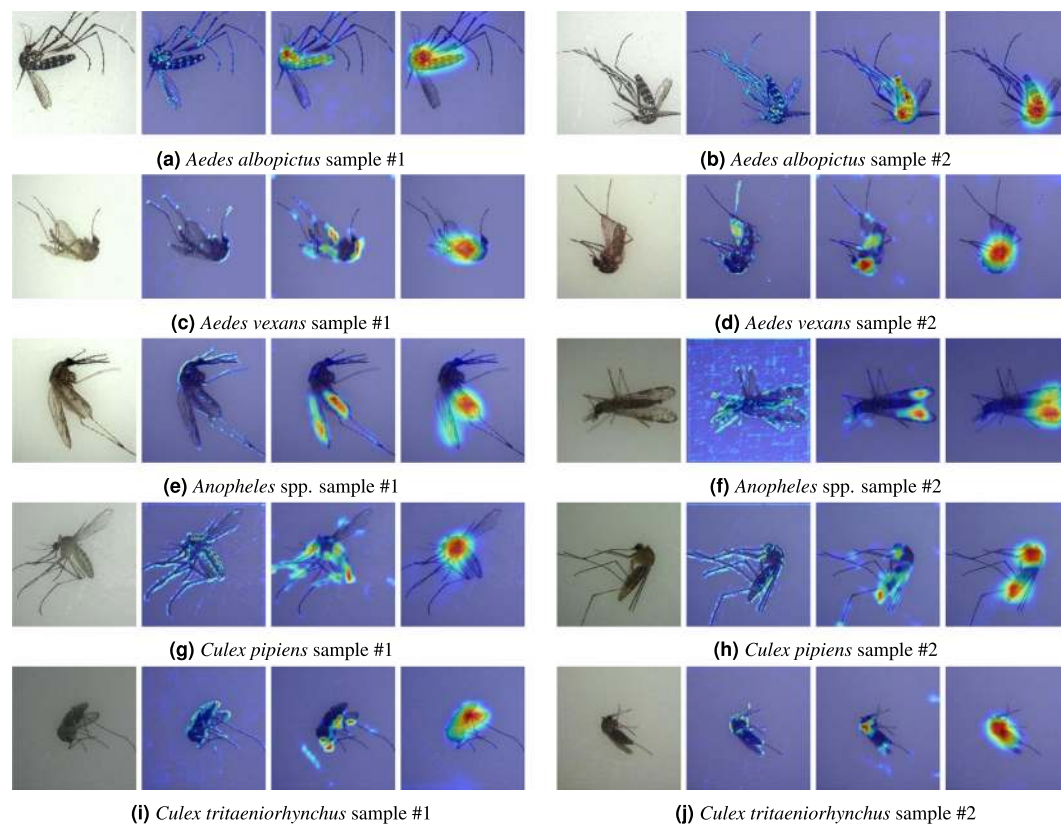 (a) Aedes albopictus sample #1
(b) Aedes albopictus sample #2
(c) Aedes vexans sample #1
(d) Aedes vexans sample #2
(e) Anopheles spp. sample #1
(f) Anopheles spp. sample #2
(g) Culex pipiens sample #1
(h) Culex pipiens sample #2
(i) Culex tritaeniorhynchus sample #1
(j) Culex tritaeniorhynchus sample #2